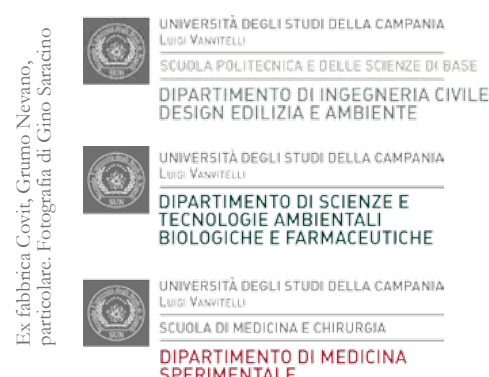 Ex fabbrica Covit, Grumo Nevano,
particolare. Fotografia di Gino Saracino
UNIVERSITÀ DEGLI STUDI DELLA CAMPANIA
LUIGI VANVITELLI
SCUOLA POLITECNICA E DELLE SCIENZE DI BASE
DIPARTIMENTO DI INGEGNERIA CIVILE
DESIGN EDILIZIA E AMBIENTE
SUN
UNIVERSITÀ DEGLI STUDI DELLA CAMPANIA
LUIGI VANVITELLI
DIPARTIMENTO DI SCIENZE E
TECNOLOGIE AMBIENTALI
BIOLOGICHE E FARMACEUTICHE
SUN
UNIVERSITÀ DEGLI STUDI DELLA CAMPANIA
LUIGI VANVITELLI
SCUOLA DI MEDICINA E CHIRURGIA
DIPARTIMENTO DI MEDICINA
SPERIMENTALE
SUN